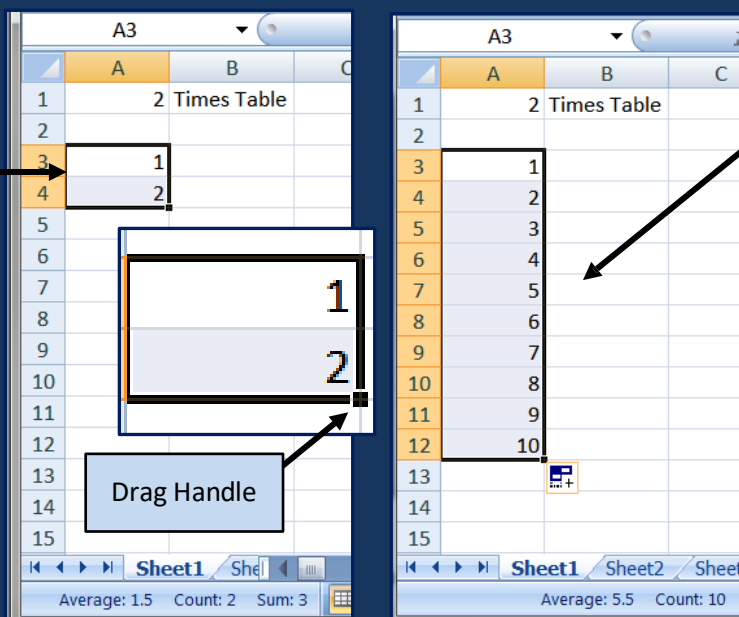 A3
A B C
1 2 Times Table
2
3 1
4 2
5
6
7
8
9
10
11
12
13
14
15
1
2
Drag Handle
Sheet1 She
Average: 1.5 Count: 2 Sum: 3
A3
A B C
1 2 Times Table
2
3 1
4 2
5 3
6 4
7 5
8 6
9 7
10 8
11 9
12 10
13
14
15
Sheet1 Sheet2 Sheet
Average: 5.5 Count: 10